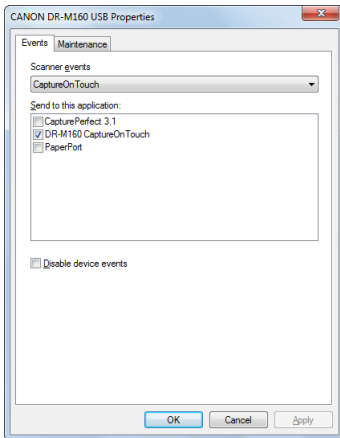 CANON DR-M160 USB Properties
Events Maintenance
Scanner events
CaptureOnTouch
Send to this application:
CapturePerfect 3.1
DR-M160 CaptureOnTouch
PaperPort
Disable device events
OK Cancel Apply